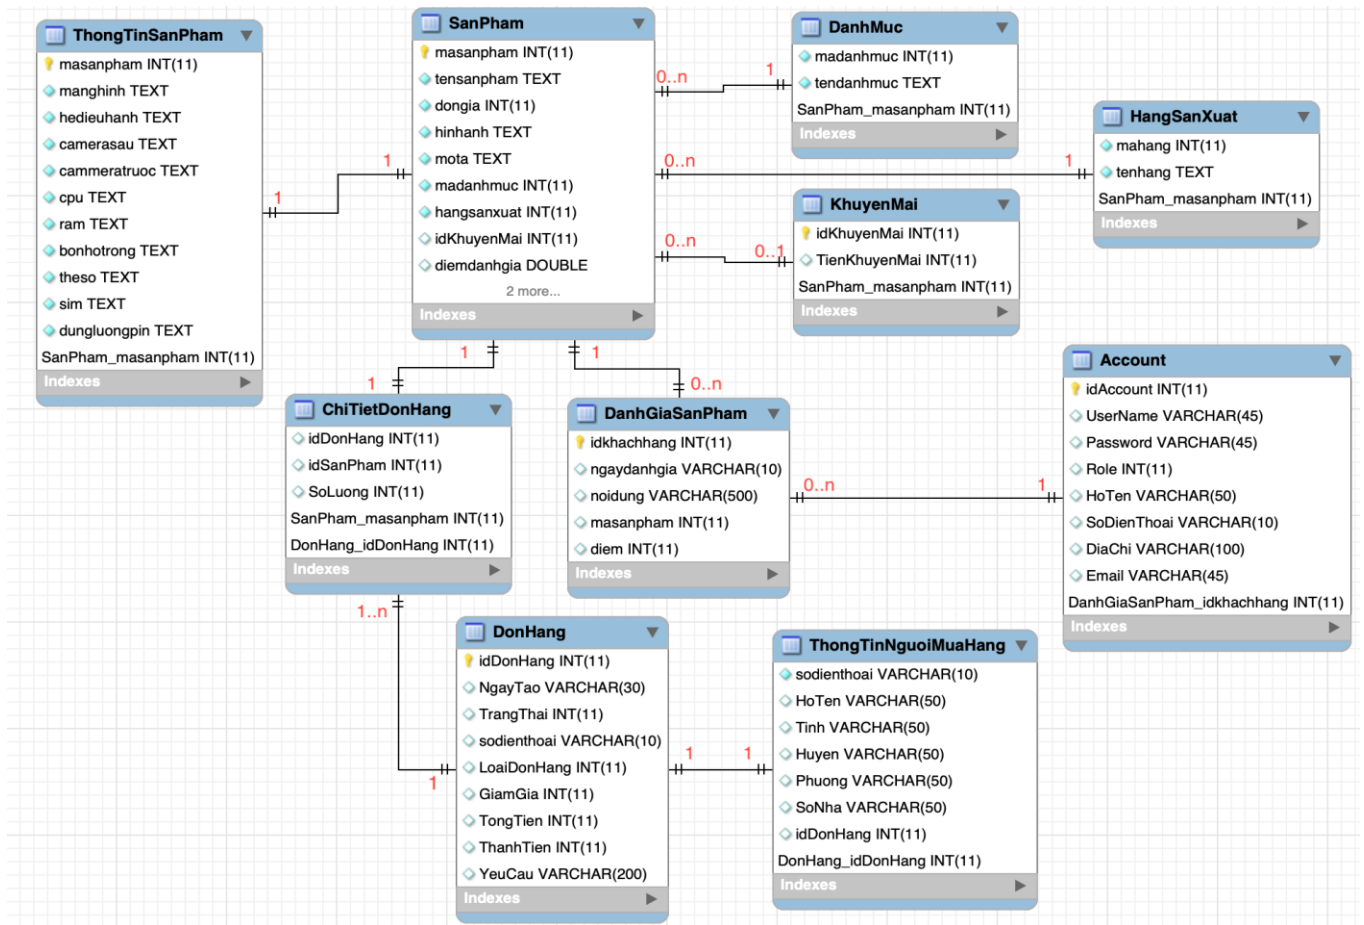 ThongTinSanPham
masanpham INT(11)
manghinh TEXT
hedieuhanh TEXT
camerasau TEXT
cammeratruoc TEXT
cpu TEXT
ram TEXT
bonhotrong TEXT
theso TEXT
sim TEXT
dungluongpin TEXT
SanPham_masanpham INT(11)
Indexes
1
1
SanPham
masanpham INT(11)
tensanpham TEXT
dongia INT(11)
hinhanh TEXT
mota TEXT
madanhmuc INT(11)
hangsanxuat INT(11)
idKhuyenMai INT(11)
diemdanhgia DOUBLE
2 more...
Indexes
0..n
1
DanhMuc
madanhmuc INT(11)
tendanhmuc TEXT
SanPham_masanpham INT(11)
Indexes
0..n
1
HangSanXuat
mahang INT(11)
tenhang TEXT
SanPham_masanpham INT(11)
Indexes
0..n
0..1
KhuyenMai
idKhuyenMai INT(11)
TienKhuyenMai INT(11)
SanPham_masanpham INT(11)
Indexes
1
1
ChiTietDonHang
idDonHang INT(11)
idSanPham INT(11)
SoLuong INT(11)
SanPham_masanpham INT(11)
DonHang_idDonHang INT(11)
Indexes
1
0..n
DanhGiaSanPham
idkhachhang INT(11)
ngaydanhgia VARCHAR(10)
noidung VARCHAR(500)
masanpham INT(11)
diem INT(11)
Indexes
0..n
1
Account
idAccount INT(11)
UserName VARCHAR(45)
Password VARCHAR(45)
Role INT(11)
HoTen VARCHAR(50)
SoDienThoai VARCHAR(10)
DiaChi VARCHAR(100)
Email VARCHAR(45)
DanhGiaSanPham_idkhachhang INT(11)
Indexes
1..n
1
DonHang
idDonHang INT(11)
NgayTao VARCHAR(30)
TrangThai INT(11)
sodienthoai VARCHAR(10)
LoaiDonHang INT(11)
GiamGia INT(11)
TongTien INT(11)
ThanhTien INT(11)
YeuCau VARCHAR(200)
Indexes
1
1
ThongTinNguoiMuaHang
sodienthoai VARCHAR(10)
HoTen VARCHAR(50)
Tinh VARCHAR(50)
Huyen VARCHAR(50)
Phuong VARCHAR(50)
SoNha VARCHAR(50)
idDonHang INT(11)
DonHang_idDonHang INT(11)
Indexes